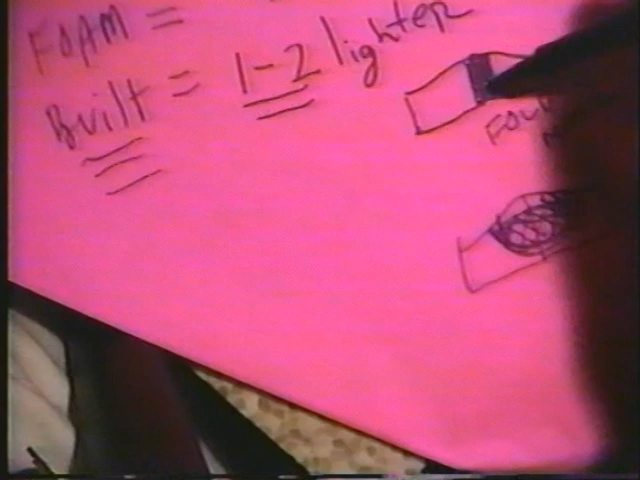 FOAM =
Built = 1-2 lighter